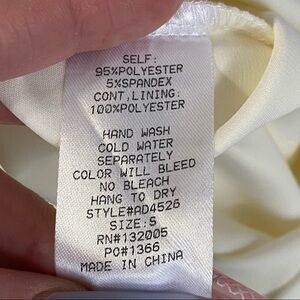 SELF:
95%POLYESTER
5%SPANDEX
CONT,LINING:
100%POLYESTER
HAND WASH
COLD WATER
SEPARATELY
COLOR WILL BLEED
NO BLEACH
HANG TO DRY
STYLE#AD4526
SIZE:S
RN#132005
PO#1366
MADE IN CHINA